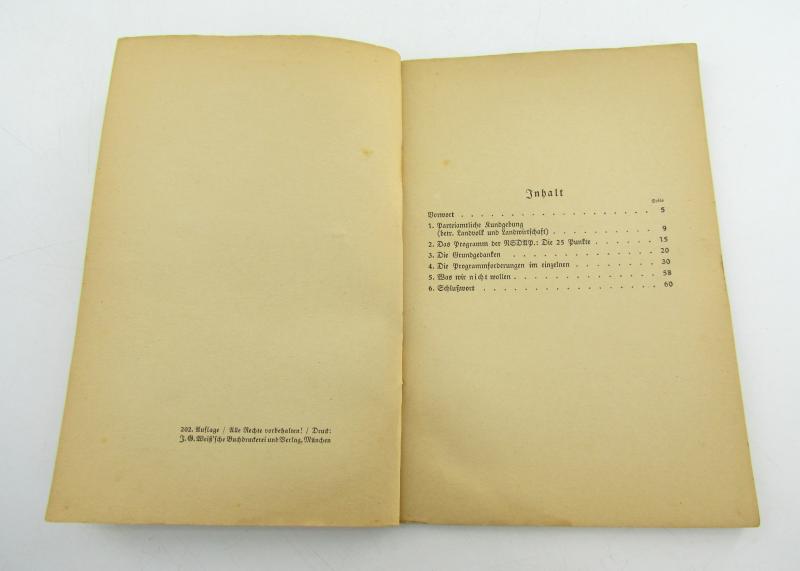 202. Auflage / Alle Rechte vorbehalten! / Druck:
J. G. Weiß'sche Buchdruckerei und Verlag, München
Inhalt
Seite
Vorwort . . . . . . . . . . . . . . . . . . . 5
1. Parteiamtliche Kundgebung
(betr. Landvolk und Landwirtschaft) . . . . . . . . . 9
2. Das Programm der NSDAP.: Die 25 Punkte . . . . . . 15
3. Die Grundgedanken . . . . . . . . . . . . . . 20
4. Die Programmforderungen im einzelnen . . . . . . . . 30
5. Was wir nicht wollen . . . . . . . . . . . . . 58
6. Schlußwort . . . . . . . . . . . . . . . . . 60